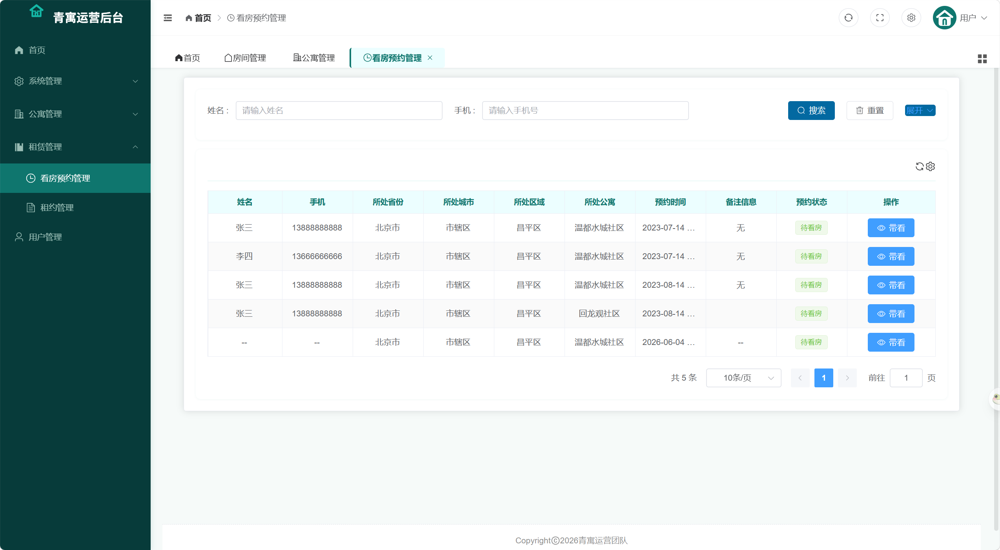 青寓运营后台
首页
系统管理
公寓管理
租赁管理
看房预约管理
租约管理
用户管理
首页 看房预约管理
用户
首页 房间管理 公寓管理 看房预约管理
姓名： 请输入姓名 手机： 请输入手机号 搜索 重置 展开
姓名 手机 所处省份 所处城市 所处区域 所处公寓 预约时间 备注信息 预约状态 操作
张三 13888888888 北京市 市辖区 昌平区 温都水城社区 2023-07-14 … 无 待看房 带看
李四 13666666666 北京市 市辖区 昌平区 温都水城社区 2023-07-14 … 无 待看房 带看
张三 13888888888 北京市 市辖区 昌平区 温都水城社区 2023-08-14 … 无 待看房 带看
张三 13888888888 北京市 市辖区 昌平区 回龙观社区 2023-08-14 … 待看房 带看
-- -- 北京市 市辖区 昌平区 温都水城社区 2026-06-04 … -- 待看房 带看
共 5 条 10条/页 1 前往 1 页
Copyright©2026青寓运营团队